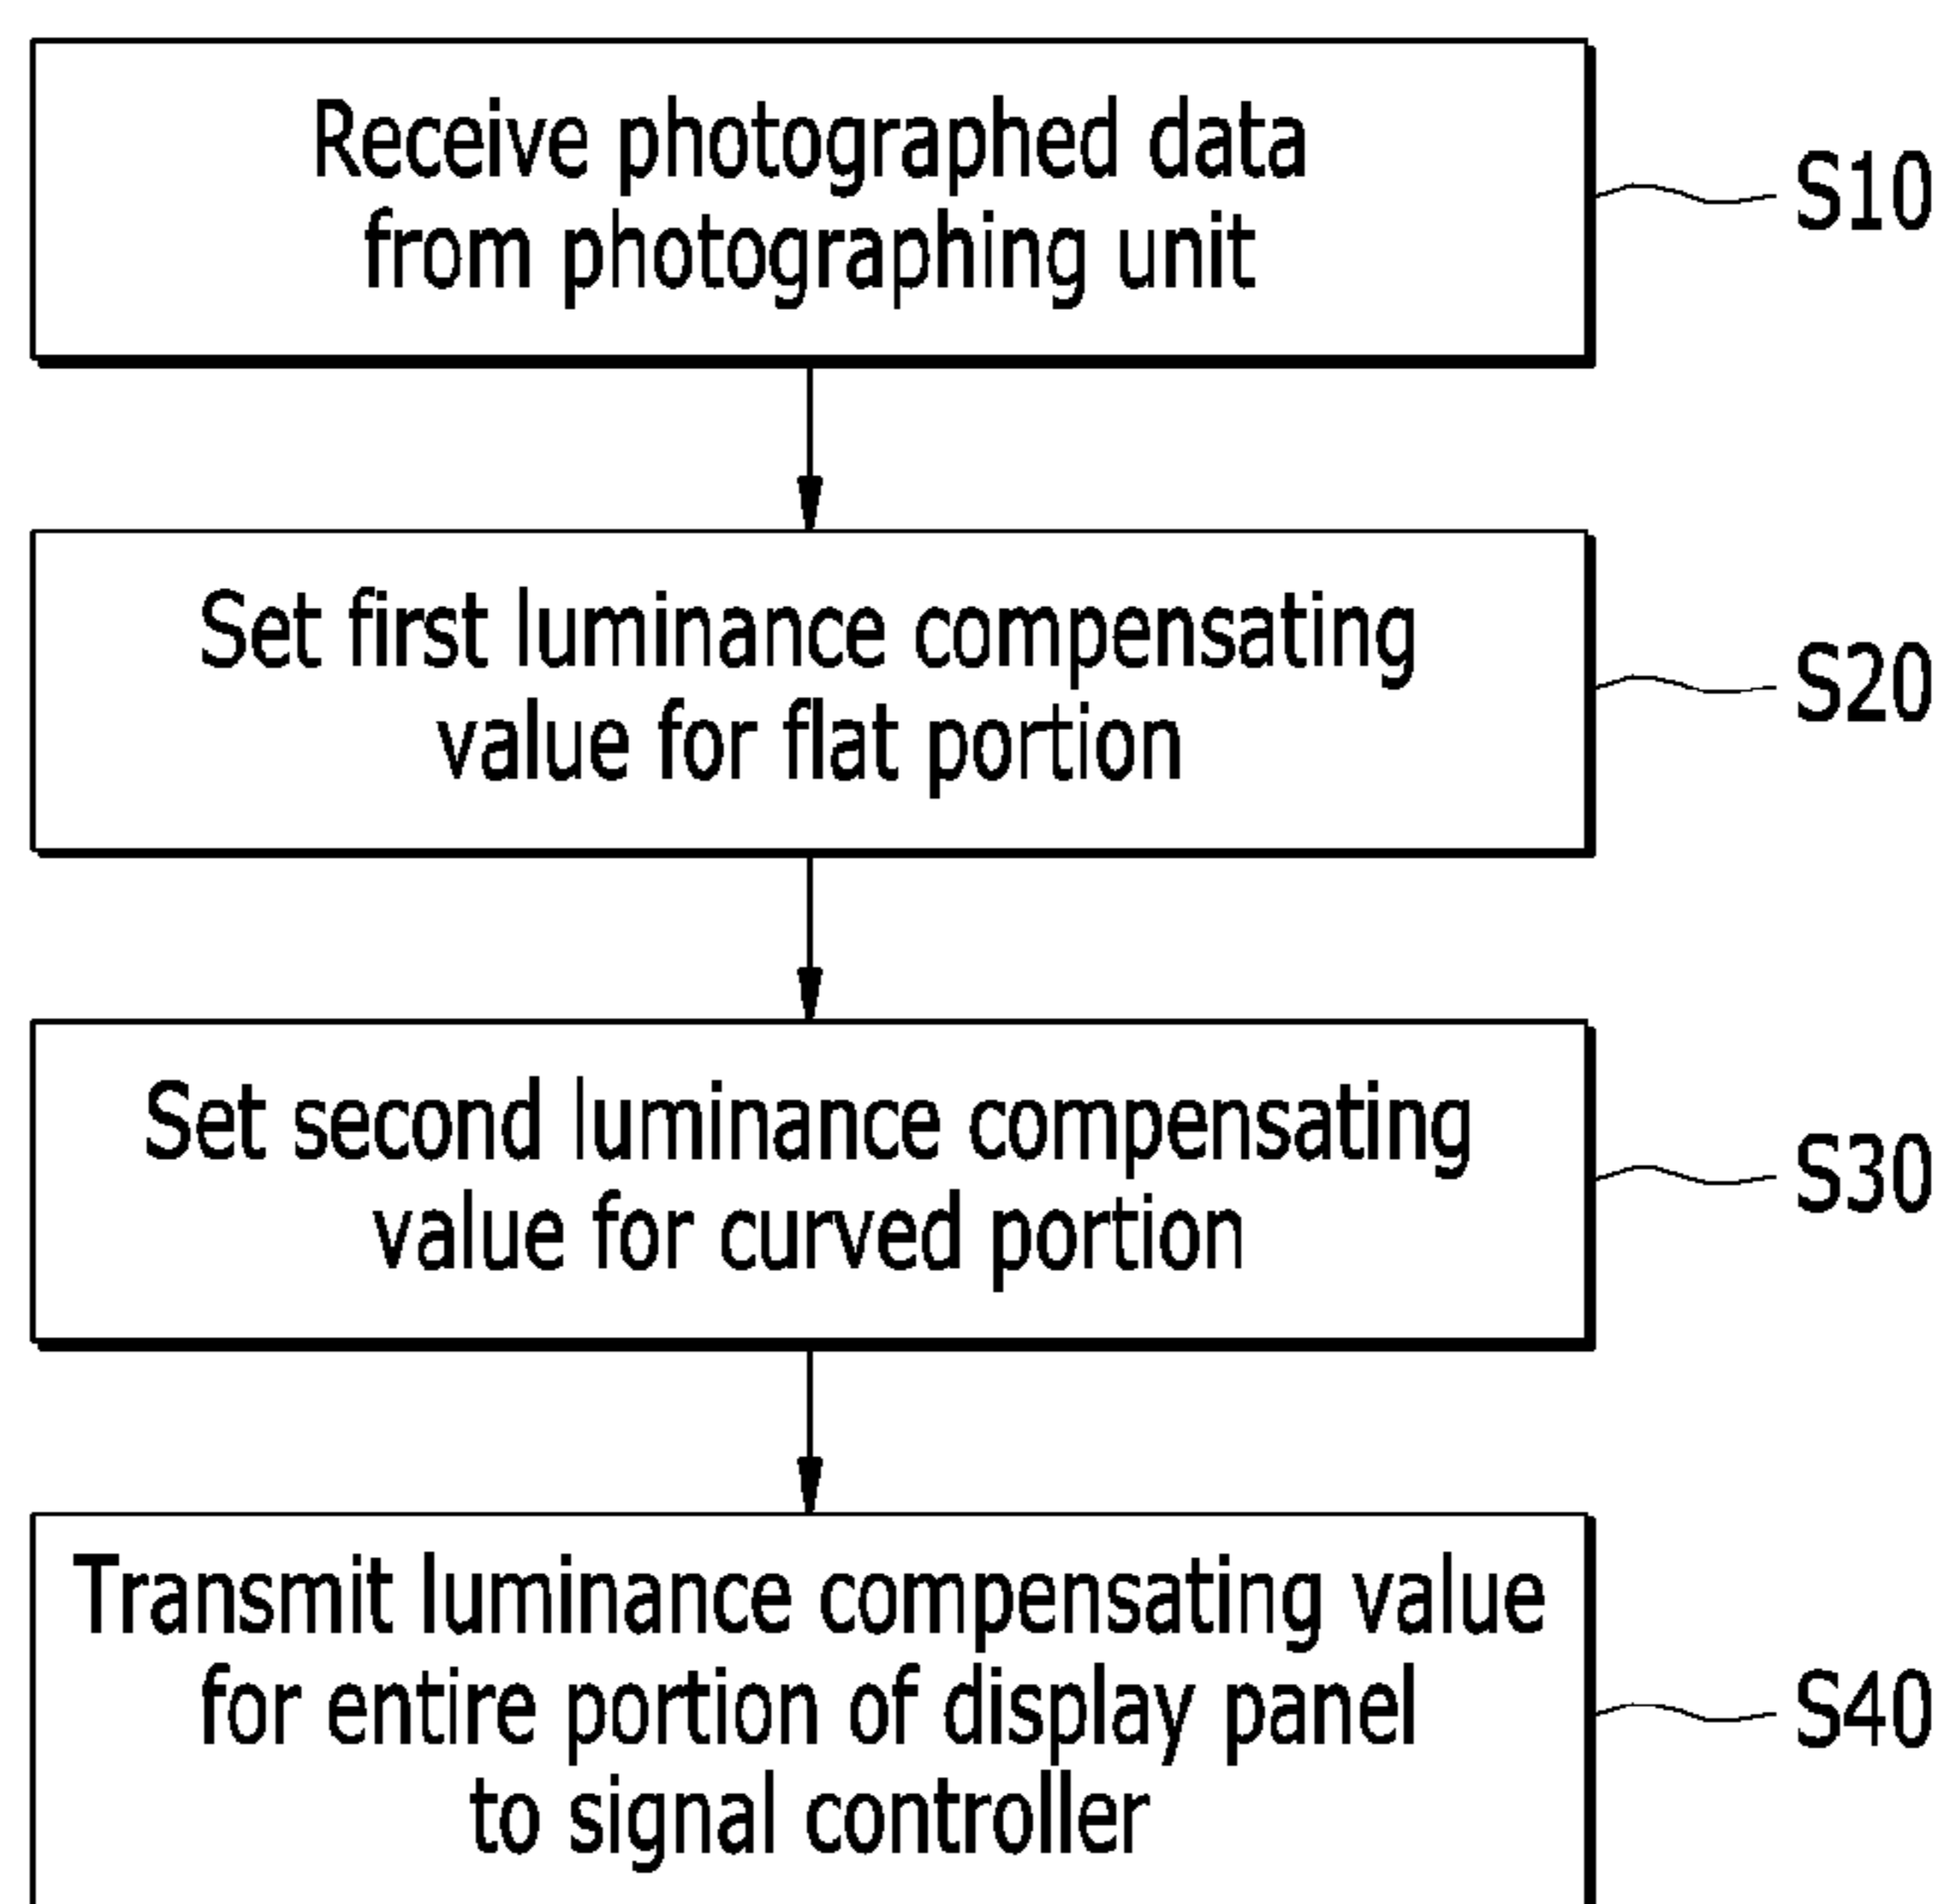 Receive photographed data
from photographing unit
S10
Set first luminance compensating
value for flat portion
S20
Set second luminance compensating
value for curved portion
S30
Transmit luminance compensating value
for entire portion of display panel
to signal controller
S40